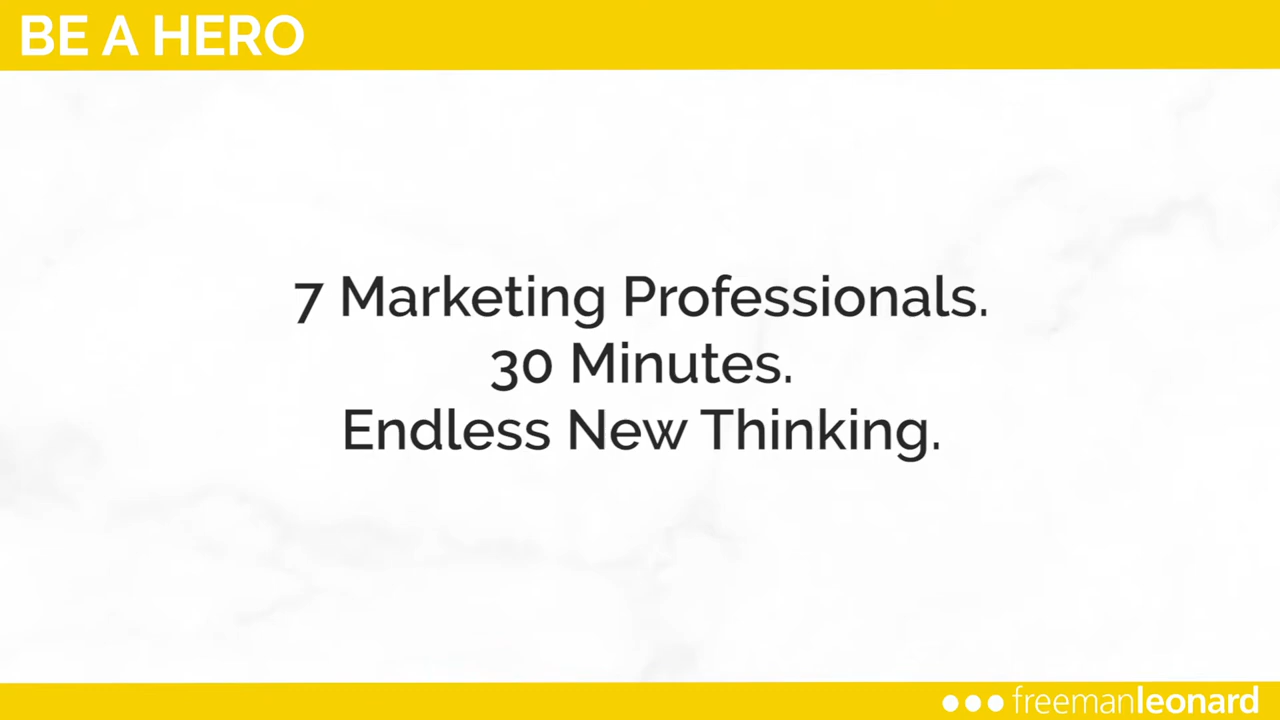 BE A HERO
7 Marketing Professionals.
30 Minutes.
Endless New Thinking.
freemanleonard